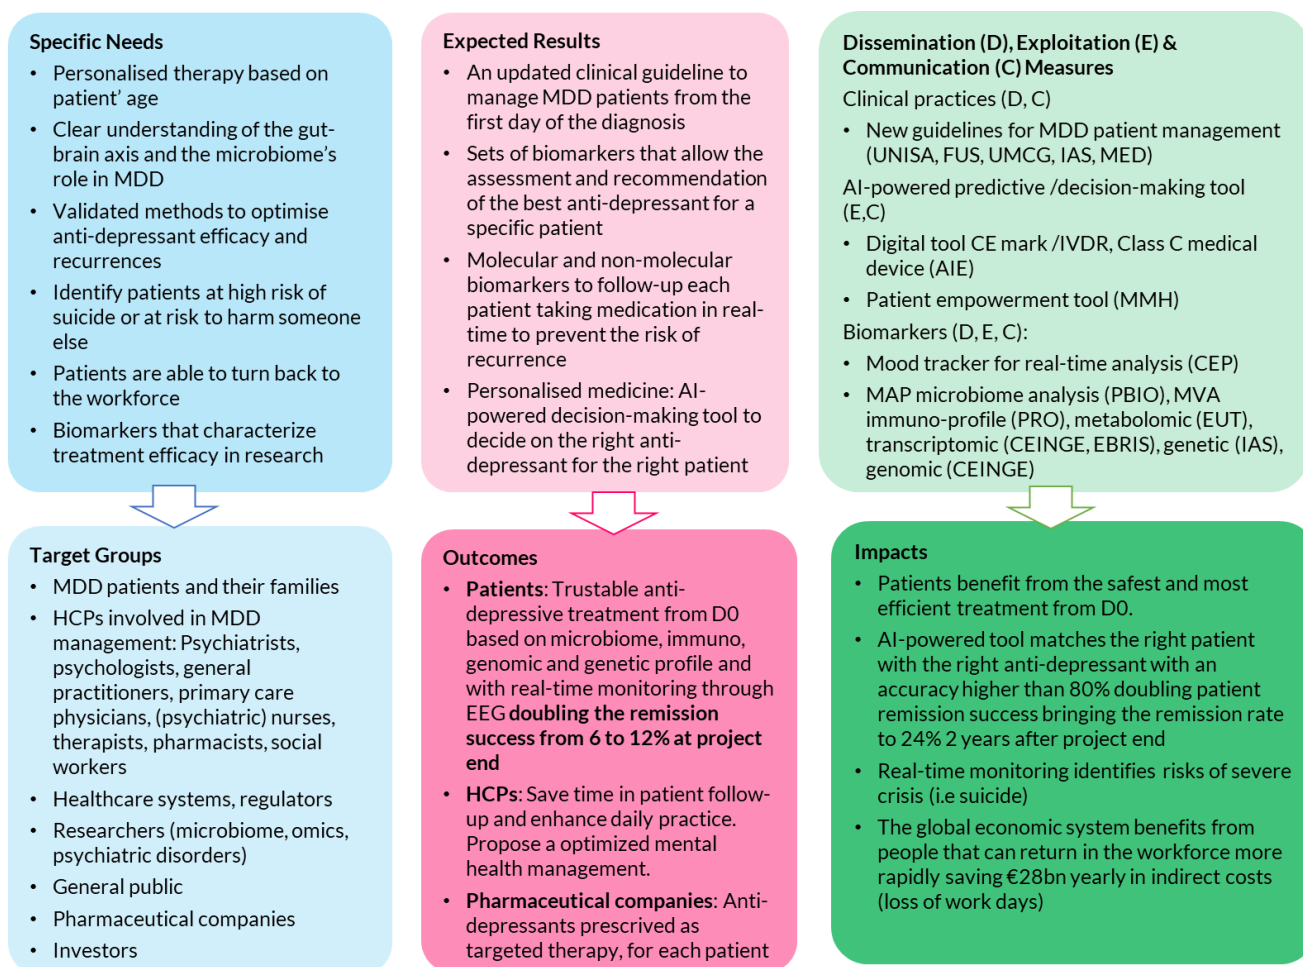 Specific Needs
• Personalised therapy based on
patient' age
• Clear understanding of the gut-
brain axis and the microbiome's
role in MDD
• Validated methods to optimise
anti-depressant efficacy and
recurrences
• Identify patients at high risk of
suicide or at risk to harm someone
else
• Patients are able to turn back to
the workforce
• Biomarkers that characterize
treatment efficacy in research
Expected Results
• An updated clinical guideline to
manage MDD patients from the
first day of the diagnosis
• Sets of biomarkers that allow the
assessment and recommendation
of the best anti-depressant for a
specific patient
• Molecular and non-molecular
biomarkers to follow-up each
patient taking medication in real-
time to prevent the risk of
recurrence
• Personalised medicine: AI-
powered decision-making tool to
decide on the right anti-
depressant for the right patient
Dissemination (D), Exploitation (E) &
Communication (C) Measures
Clinical practices (D, C)
• New guidelines for MDD patient management
(UNISA, FUS, UMCG, IAS, MED)
AI-powered predictive /decision-making tool
(E,C)
• Digital tool CE mark /IVDR, Class C medical
device (AIE)
• Patient empowerment tool (MMH)
Biomarkers (D, E, C):
• Mood tracker for real-time analysis (CEP)
• MAP microbiome analysis (PBIO), MVA
immuno-profile (PRO), metabolomic (EUT),
transcriptomic (CEINGE, EBRIS), genetic (IAS),
genomic (CEINGE)
Target Groups
• MDD patients and their families
• HCPs involved in MDD
management: Psychiatrists,
psychologists, general
practitioners, primary care
physicians, (psychiatric) nurses,
therapists, pharmacists, social
workers
• Healthcare systems, regulators
• Researchers (microbiome, omics,
psychiatric disorders)
• General public
• Pharmaceutical companies
• Investors
Outcomes
• Patients: Trustable anti-
depressive treatment from D0
based on microbiome, immuno,
genomic and genetic profile and
with real-time monitoring through
EEG doubling the remission
success from 6 to 12% at project
end
• HCPs: Save time in patient follow-
up and enhance daily practice.
Propose a optimized mental
health management.
• Pharmaceutical companies: Anti-
depressants prescrived as
targeted therapy, for each patient
Impacts
• Patients benefit from the safest and most
efficient treatment from D0.
• AI-powered tool matches the right patient
with the right anti-depressant with an
accuracy higher than 80% doubling patient
remission success bringing the remission rate
to 24% 2 years after project end
• Real-time monitoring identifies risks of severe
crisis (i.e suicide)
• The global economic system benefits from
people that can return in the workforce more
rapidly saving €28bn yearly in indirect costs
(loss of work days)